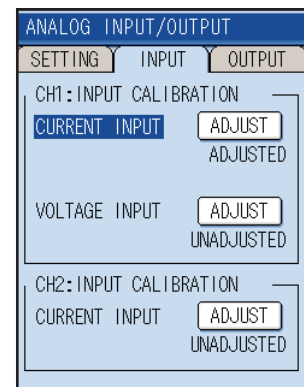 ANALOG INPUT/OUTPUT
SETTING INPUT OUTPUT
CH1:INPUT CALIBRATION
CURRENT INPUT ADJUST
ADJUSTED
VOLTAGE INPUT ADJUST
UNADJUSTED
CH2:INPUT CALIBRATION
CURRENT INPUT ADJUST
UNADJUSTED